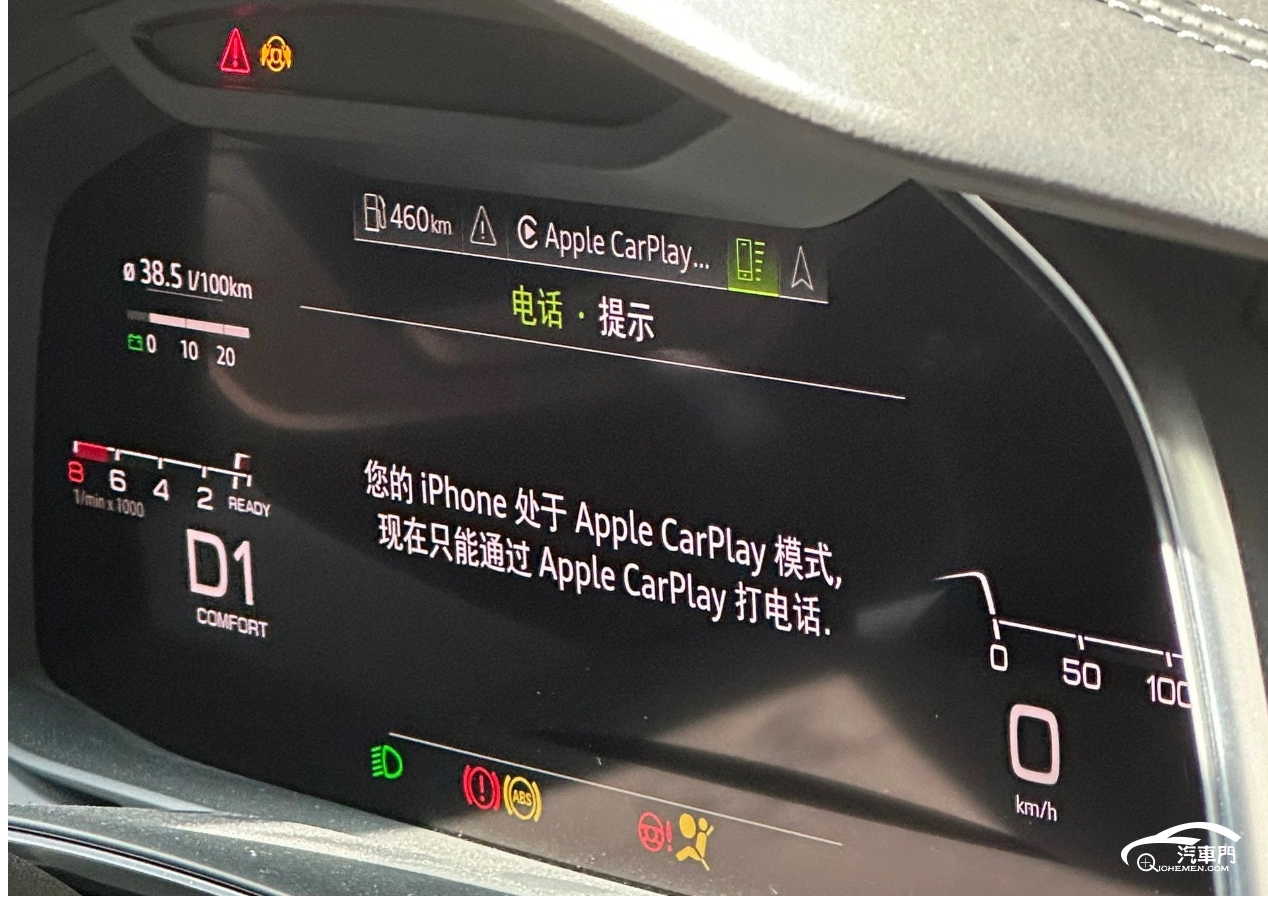 460km
Apple CarPlay...
ø 38.5 l/100km
电话 · 提示
0 10 20
8 6 4 2 READY
1/min x 1000
您的 iPhone 处于 Apple CarPlay 模式,
现在只能通过 Apple CarPlay 打电话.
D1
COMFORT
0 50 100
0
km/h
ABS
汽車門
QICHEMEN.COM